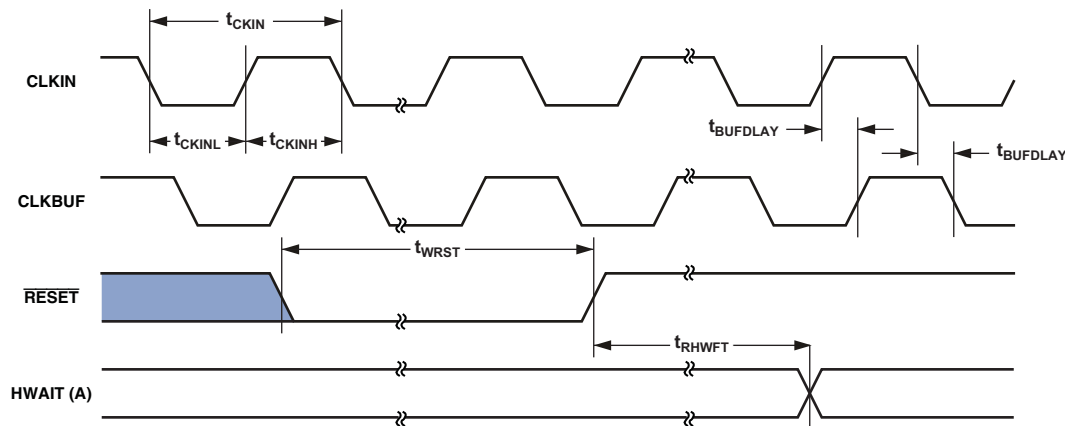 tCKIN
CLKIN
tCKINL
tCKINH
tBUFDLAY
tBUFDLAY
CLKBUF
tWRST
RESET
tRHWFT
HWAIT (A)